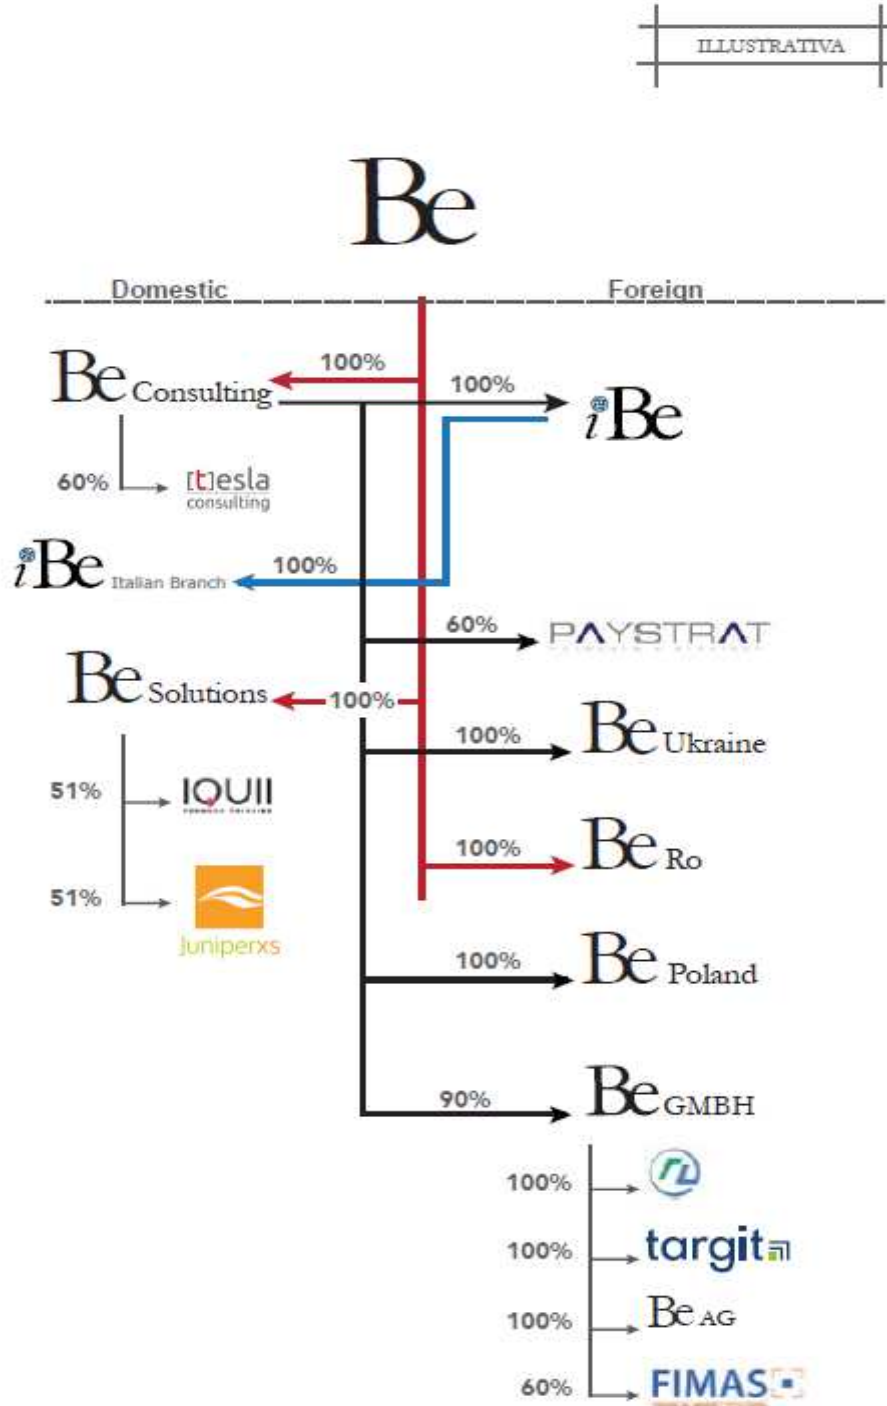 ILLUSTRATIVA
Be
Domestic
Foreign
Be Consulting
100%
100%
iBe
60%
[t]esla
consulting
iBe Italian Branch
100%
60%
PAYSTRAT
Be Solutions
100%
100%
Be Ukraine
51%
IQUII
100%
Be Ro
51%
Juniperxs
100%
Be Poland
90%
Be GMBH
100%
100%
targit
100%
Be AG
60%
FIMAS